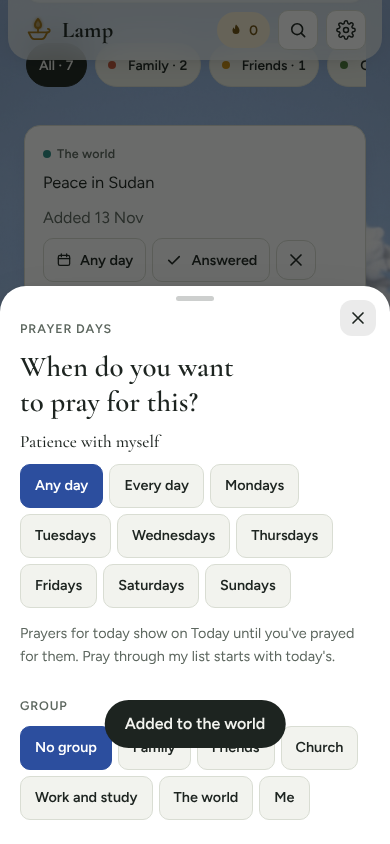 Lamp
0
All · 7
Family · 2
Friends · 1
The world
Peace in Sudan
Added 13 Nov
Any day
Answered
PRAYER DAYS
When do you want
to pray for this?
Patience with myself
Any day
Every day
Mondays
Tuesdays
Wednesdays
Thursdays
Fridays
Saturdays
Sundays
Prayers for today show on Today until you've prayed
for them. Pray through my list starts with today's.
GROUP
Added to the world
No group
Family
Friends
Church
Work and study
The world
Me